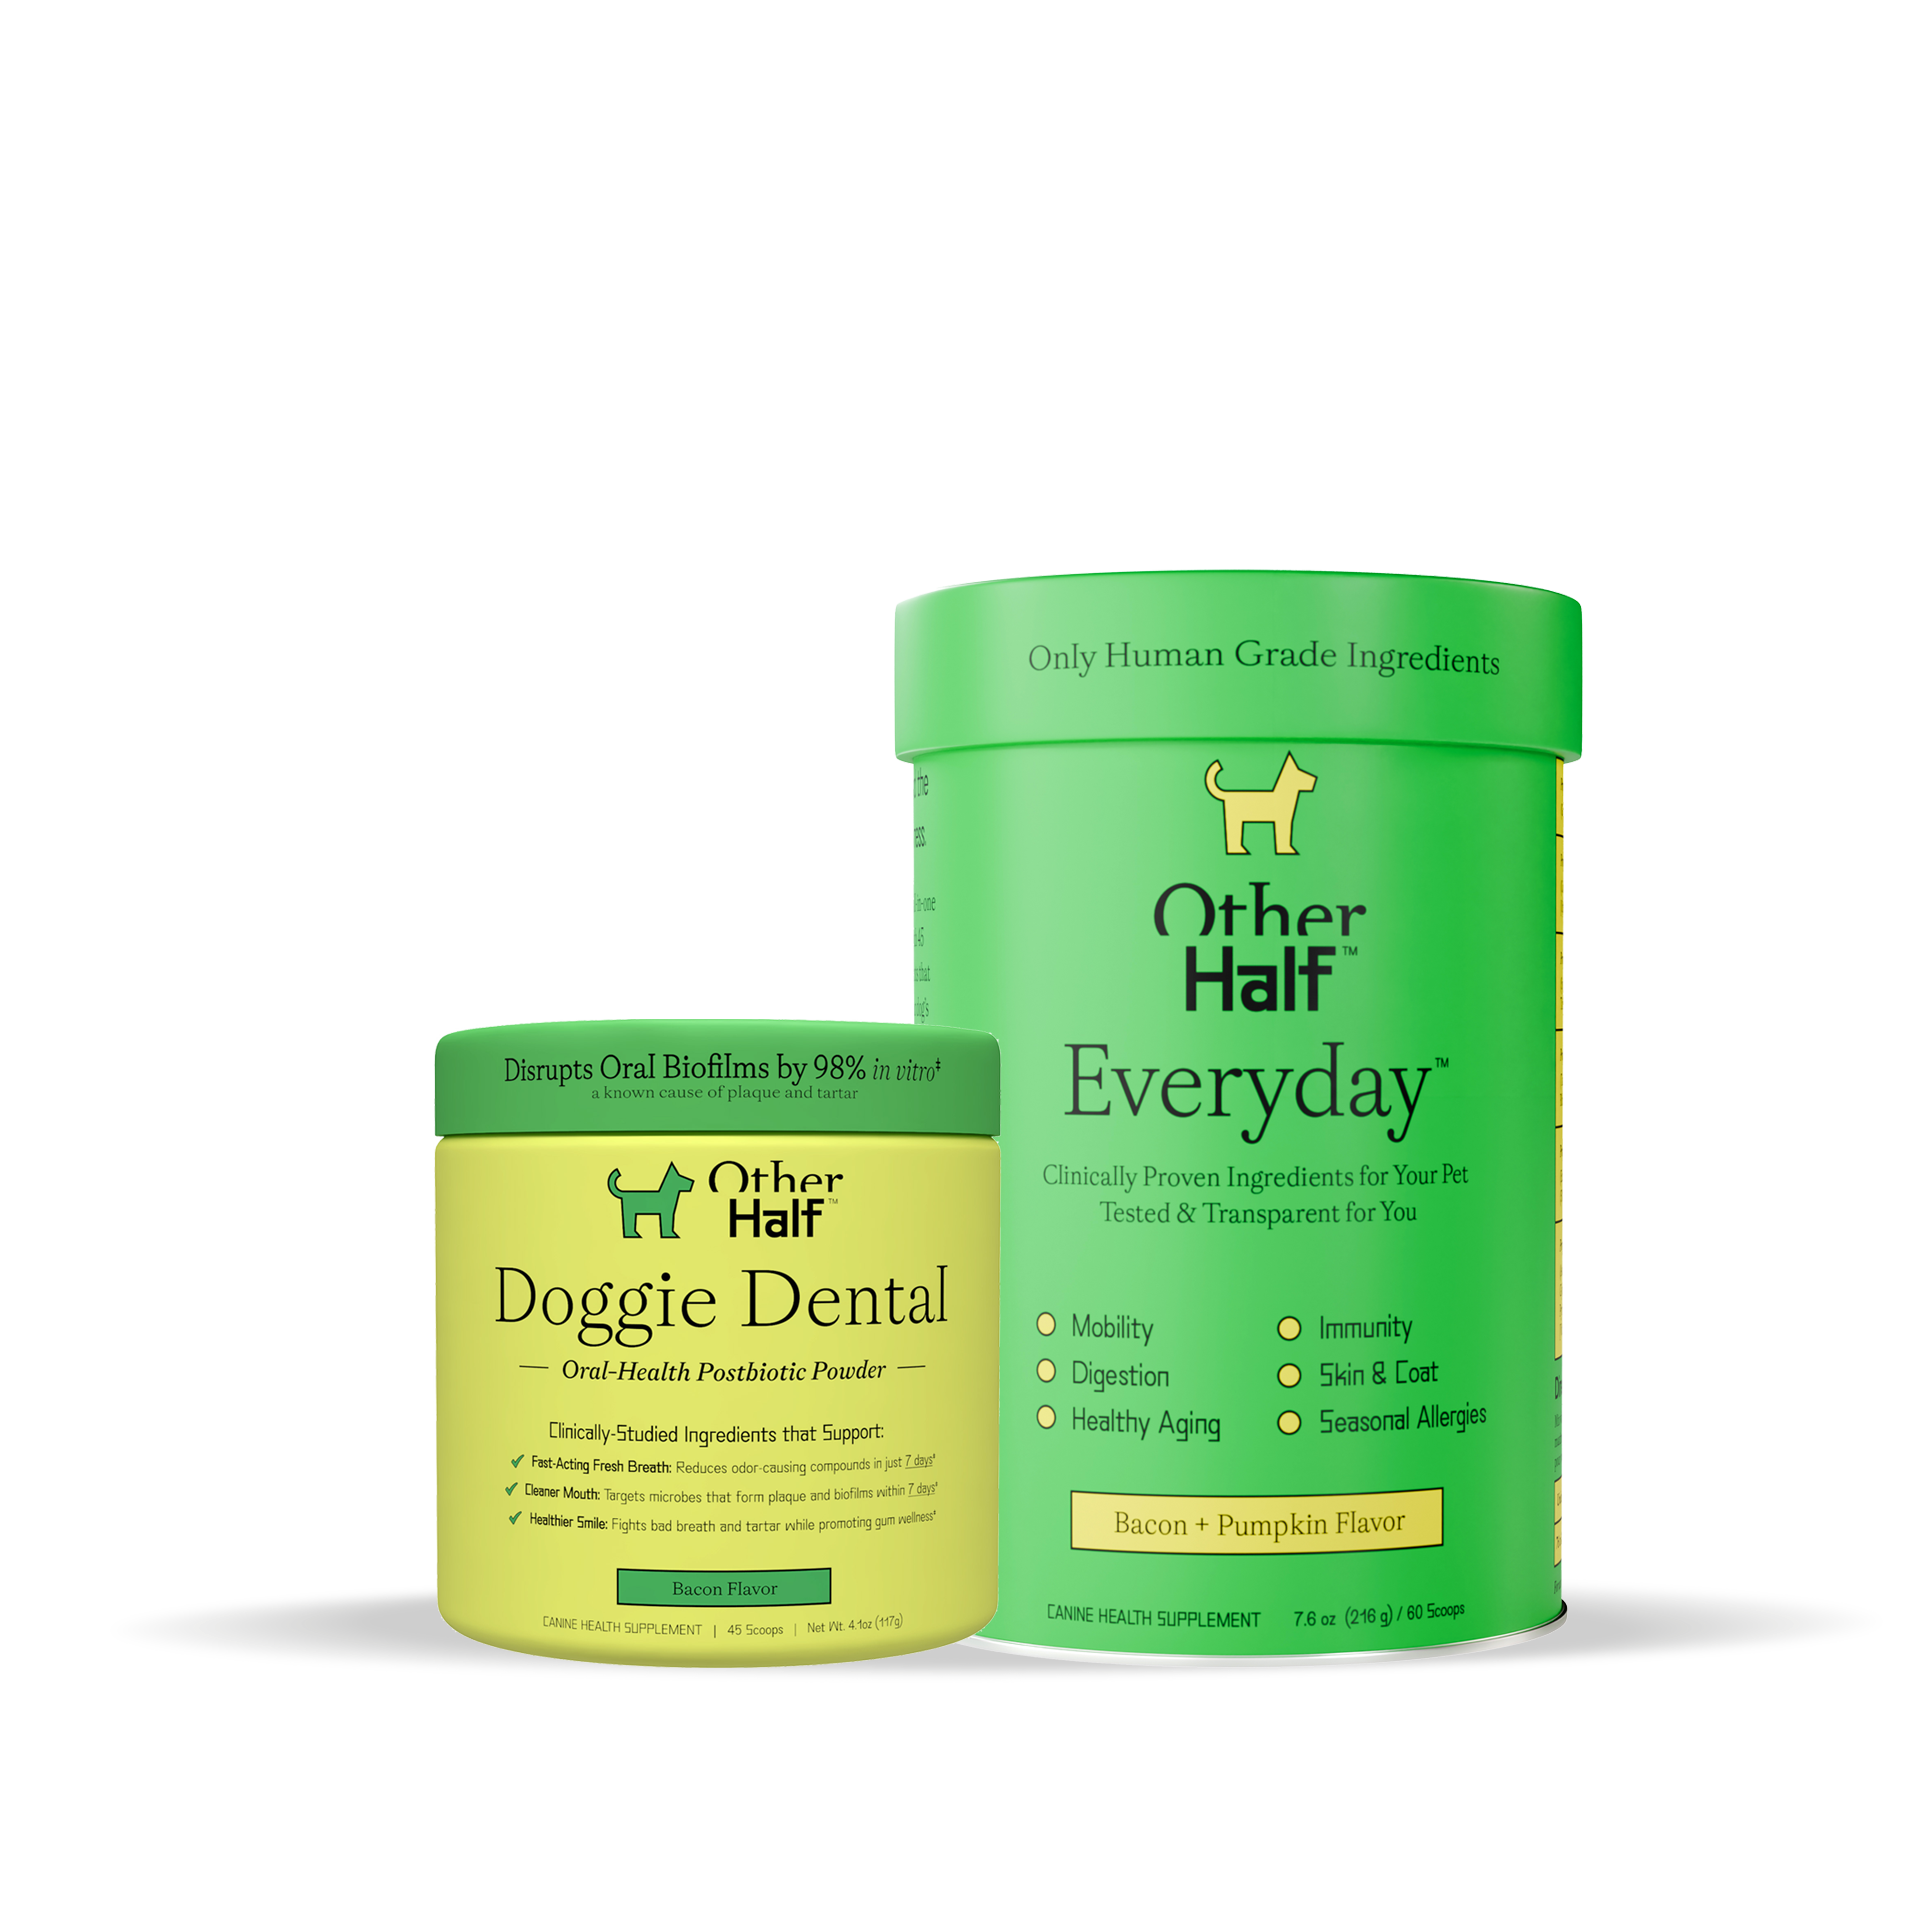 Only Human Grade Ingredients
Other
Half™
Everyday™
Clinically Proven Ingredients for Your Pet
Tested & Transparent for You
Mobility
Immunity
Digestion
Skin & Coat
Healthy Aging
Seasonal Allergies
Bacon + Pumpkin Flavor
CANINE HEALTH SUPPLEMENT 7.6 oz (216 g) / 60 Scoops
the
in-one
45
that
Disrupts Oral Biofilms by 98% in vitro‡
a known cause of plaque and tartar
Other
Half™
Doggie Dental
Oral-Health Postbiotic Powder
Clinically-Studied Ingredients that Support:
Fast-Acting Fresh Breath: Reduces odor-causing compounds in just 7 days‡
Cleaner Mouth: Targets microbes that form plaque and biofilms within 7 days‡
Healthier Smile: Fights bad breath and tartar while promoting gum wellness‡
Bacon Flavor
CANINE HEALTH SUPPLEMENT | 45 Scoops | Net Wt. 4.1oz (117g)